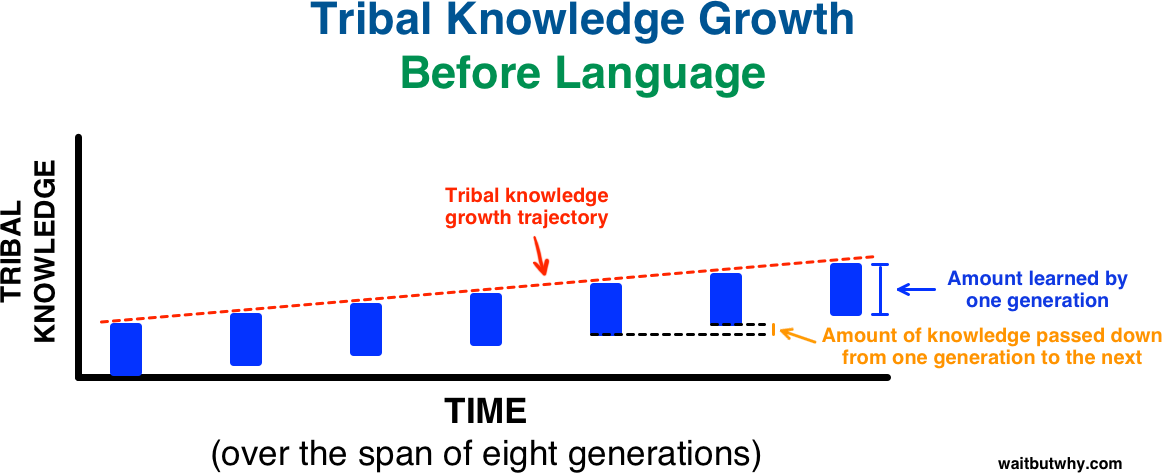 Tribal Knowledge Growth
Before Language
TRIBAL
KNOWLEDGE
Tribal knowledge
growth trajectory
Amount learned by
one generation
Amount of knowledge passed down
from one generation to the next
TIME
(over the span of eight generations)
waitbutwhy.com